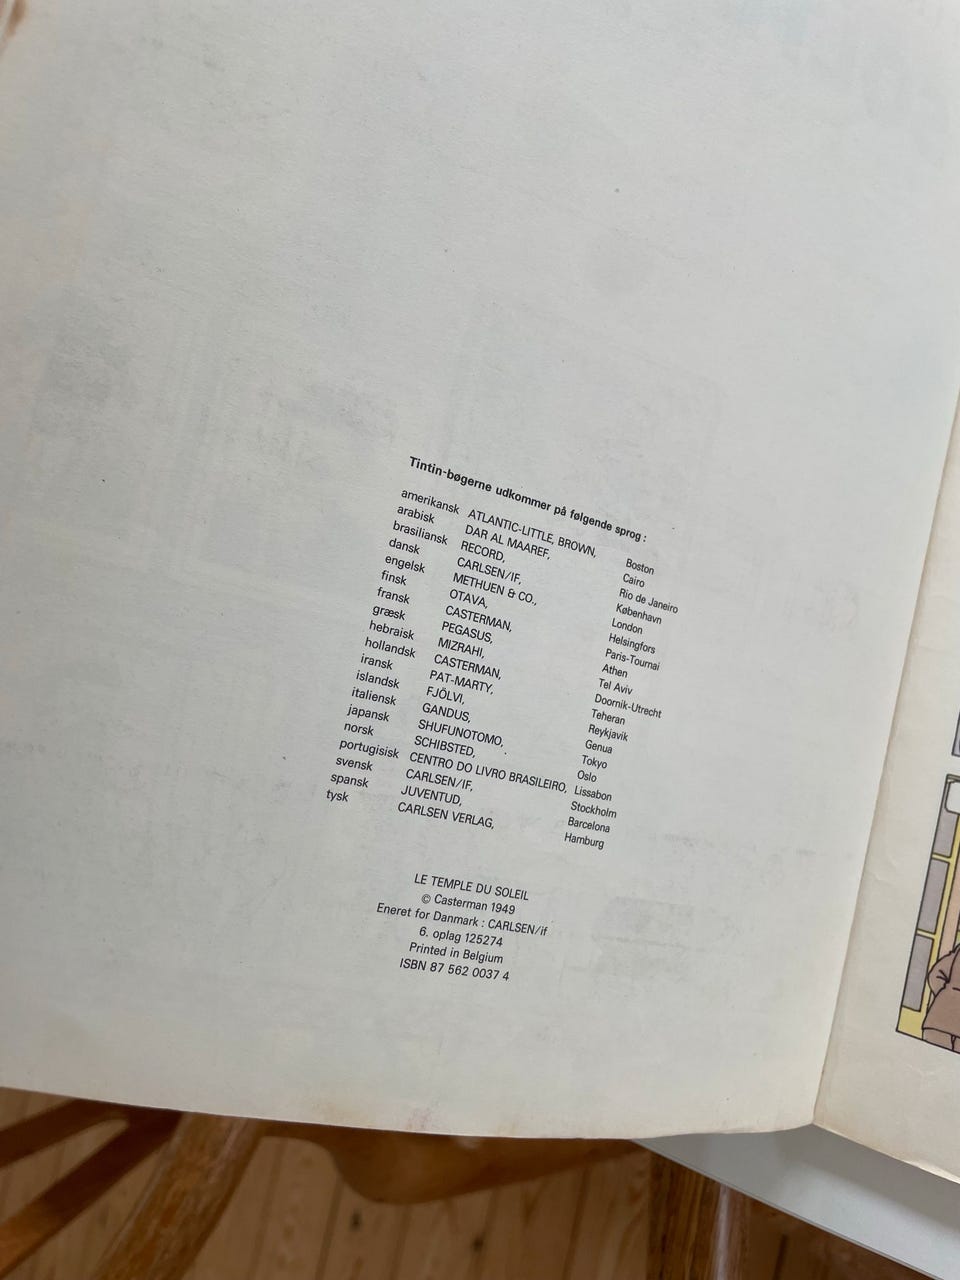 Tintin-bøgerne udkommer på følgende sprog :
amerikansk ATLANTIC-LITTLE, BROWN, Boston
arabisk DAR AL MAAREF, Cairo
brasiliansk RECORD, Rio de Janeiro
dansk CARLSEN/IF, København
engelsk METHUEN & CO., London
finsk OTAVA, Helsingfors
fransk CASTERMAN, Paris-Tournai
græsk PEGASUS, Athen
hebraisk MIZRAHI, Tel Aviv
hollandsk CASTERMAN, Doornik-Utrecht
iransk PAT-MARTY, Teheran
islandsk FJÖLVI, Reykjavik
italiensk GANDUS, Genua
japansk SHUFUNOTOMO, Tokyo
norsk SCHIBSTED, Oslo
portugisisk CENTRO DO LIVRO BRASILEIRO, Lissabon
svensk CARLSEN/IF, Stockholm
spansk JUVENTUD, Barcelona
tysk CARLSEN VERLAG, Hamburg
LE TEMPLE DU SOLEIL
© Casterman 1949
Eneret for Danmark : CARLSEN/if
6. oplag 125274
Printed in Belgium
ISBN 87 562 0037 4